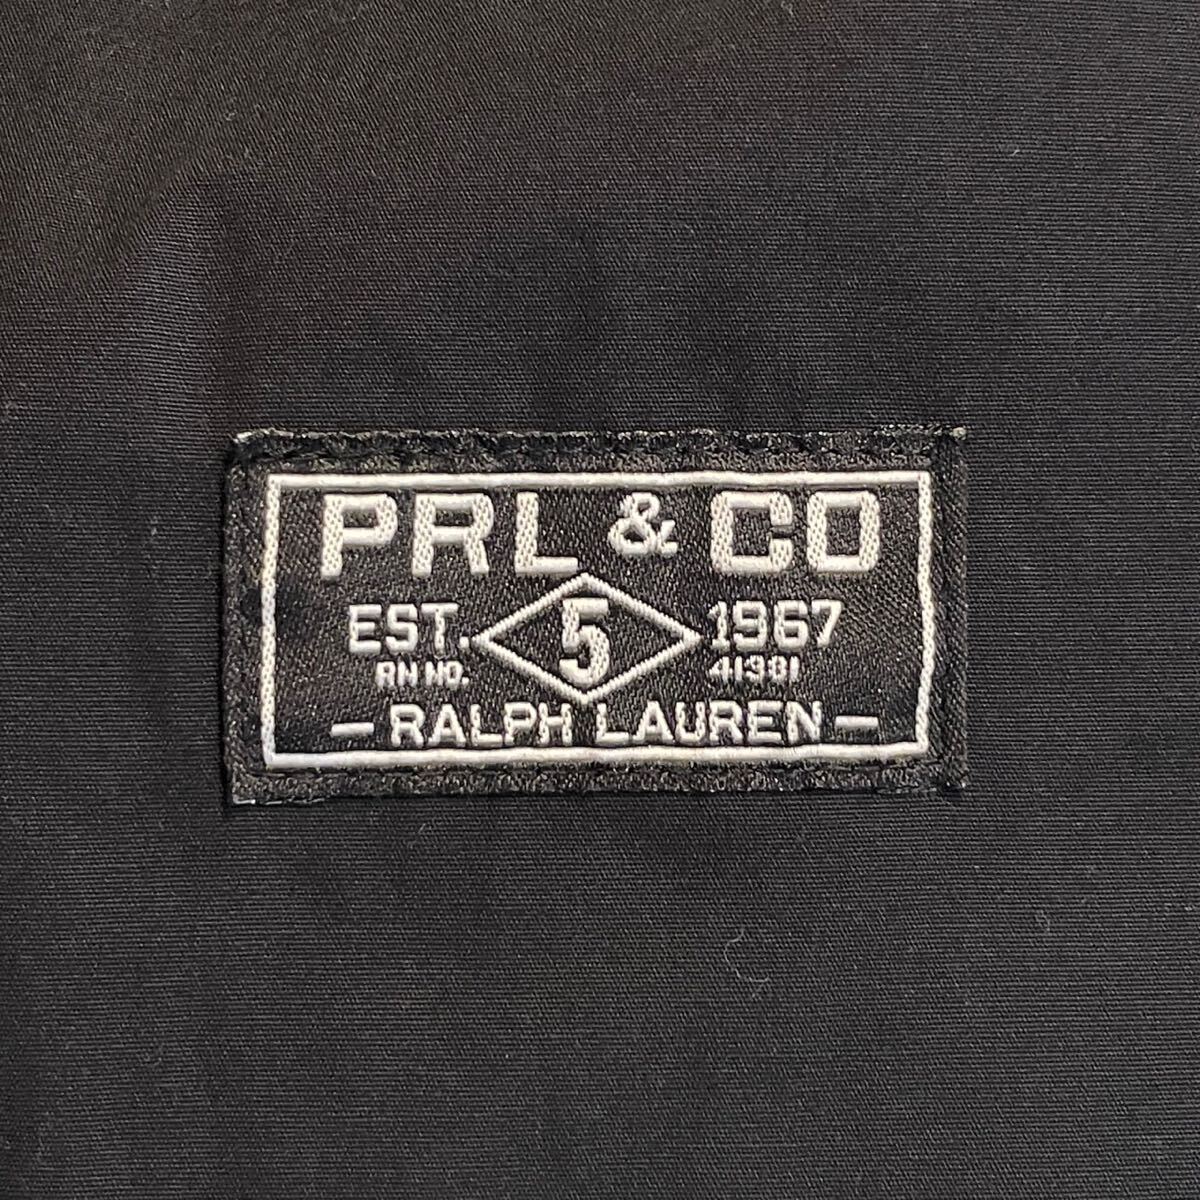 PRL & CO
EST. 5 1967
RN NO. 41381
- RALPH LAUREN -